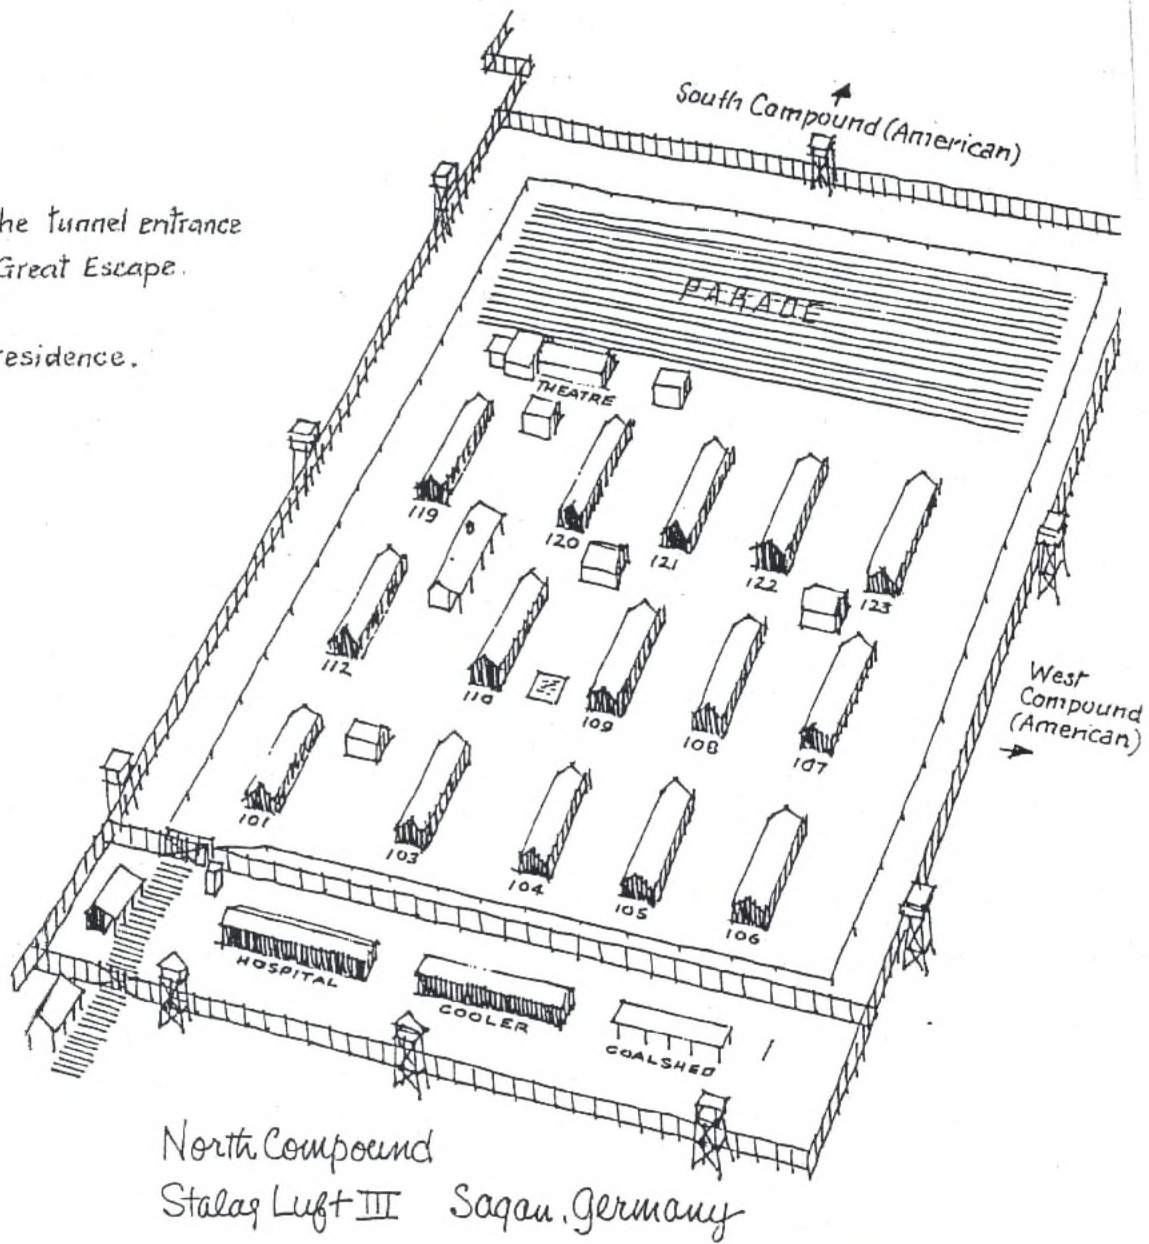 South Compound (American)
he tunnel entrance
Great Escape.
residence.
PARADE
THEATRE
119
120
121
122
123
112
110
109
108
107
West
Compound
(American)
101
103
104
105
106
HOSPITAL
COOLER
COALSHED
North Compound
Stalag Luft III Sagan, Germany